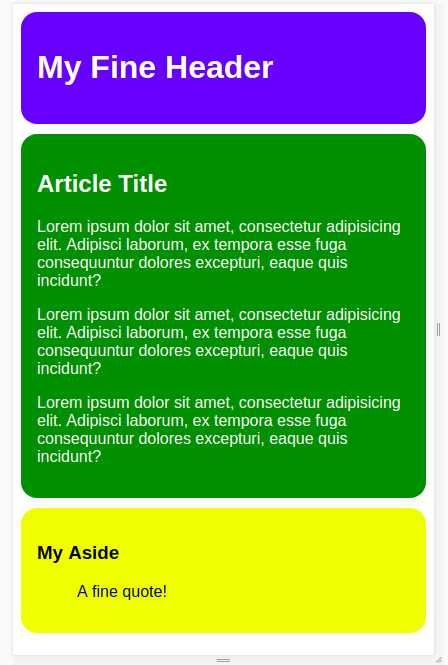 My Fine Header
Article Title
Lorem ipsum dolor sit amet, consectetur adipisicing
elit. Adipisci laborum, ex tempora esse fuga
consequuntur dolores excepturi, eaque quis
incidunt?
Lorem ipsum dolor sit amet, consectetur adipisicing
elit. Adipisci laborum, ex tempora esse fuga
consequuntur dolores excepturi, eaque quis
incidunt?
Lorem ipsum dolor sit amet, consectetur adipisicing
elit. Adipisci laborum, ex tempora esse fuga
consequuntur dolores excepturi, eaque quis
incidunt?
My Aside
A fine quote!